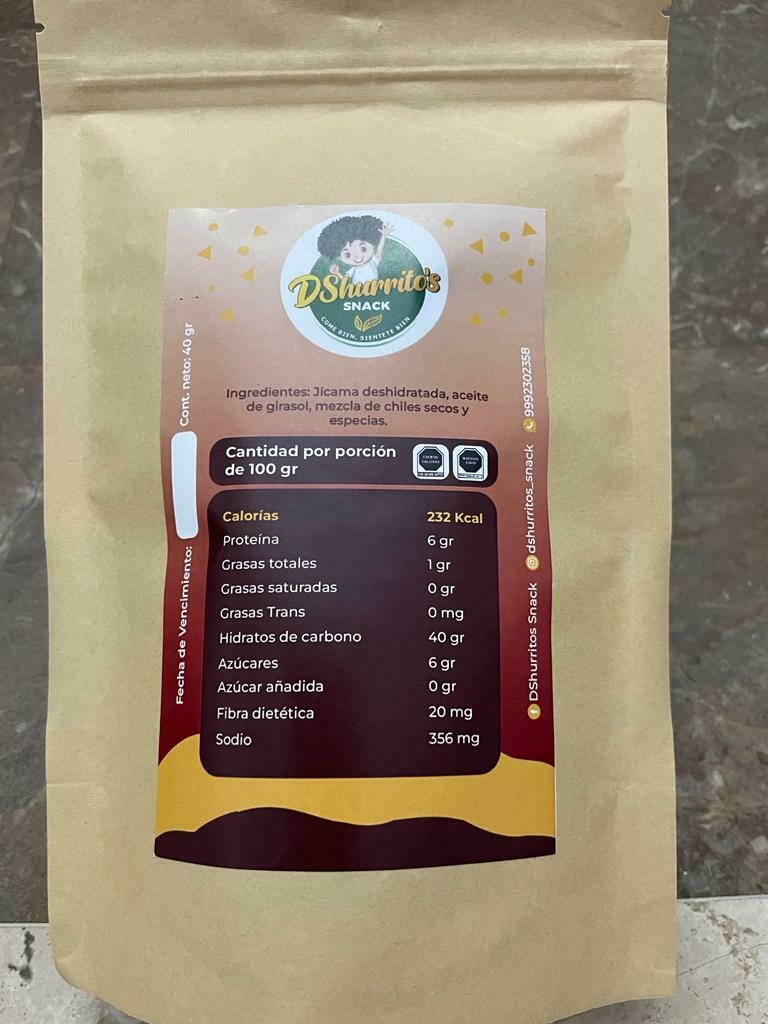 DShurrito's
SNACK
COME BIEN, SIÉNTETE BIEN
Ingredientes: Jícama deshidratada, aceite
de girasol, mezcla de chiles secos y
especias.
Cantidad por porción
de 100 gr
EXCESO
CALORÍAS
EXCESO
SODIO
Calorías 232 Kcal
Proteína 6 gr
Grasas totales 1 gr
Grasas saturadas 0 gr
Grasas Trans 0 mg
Hidratos de carbono 40 gr
Azúcares 6 gr
Azúcar añadida 0 gr
Fibra dietética 20 mg
Sodio 356 mg
Fecha de Vencimiento:
Cont. neto: 40 gr
DShurritos Snack
dshurritos_snack
9992302358